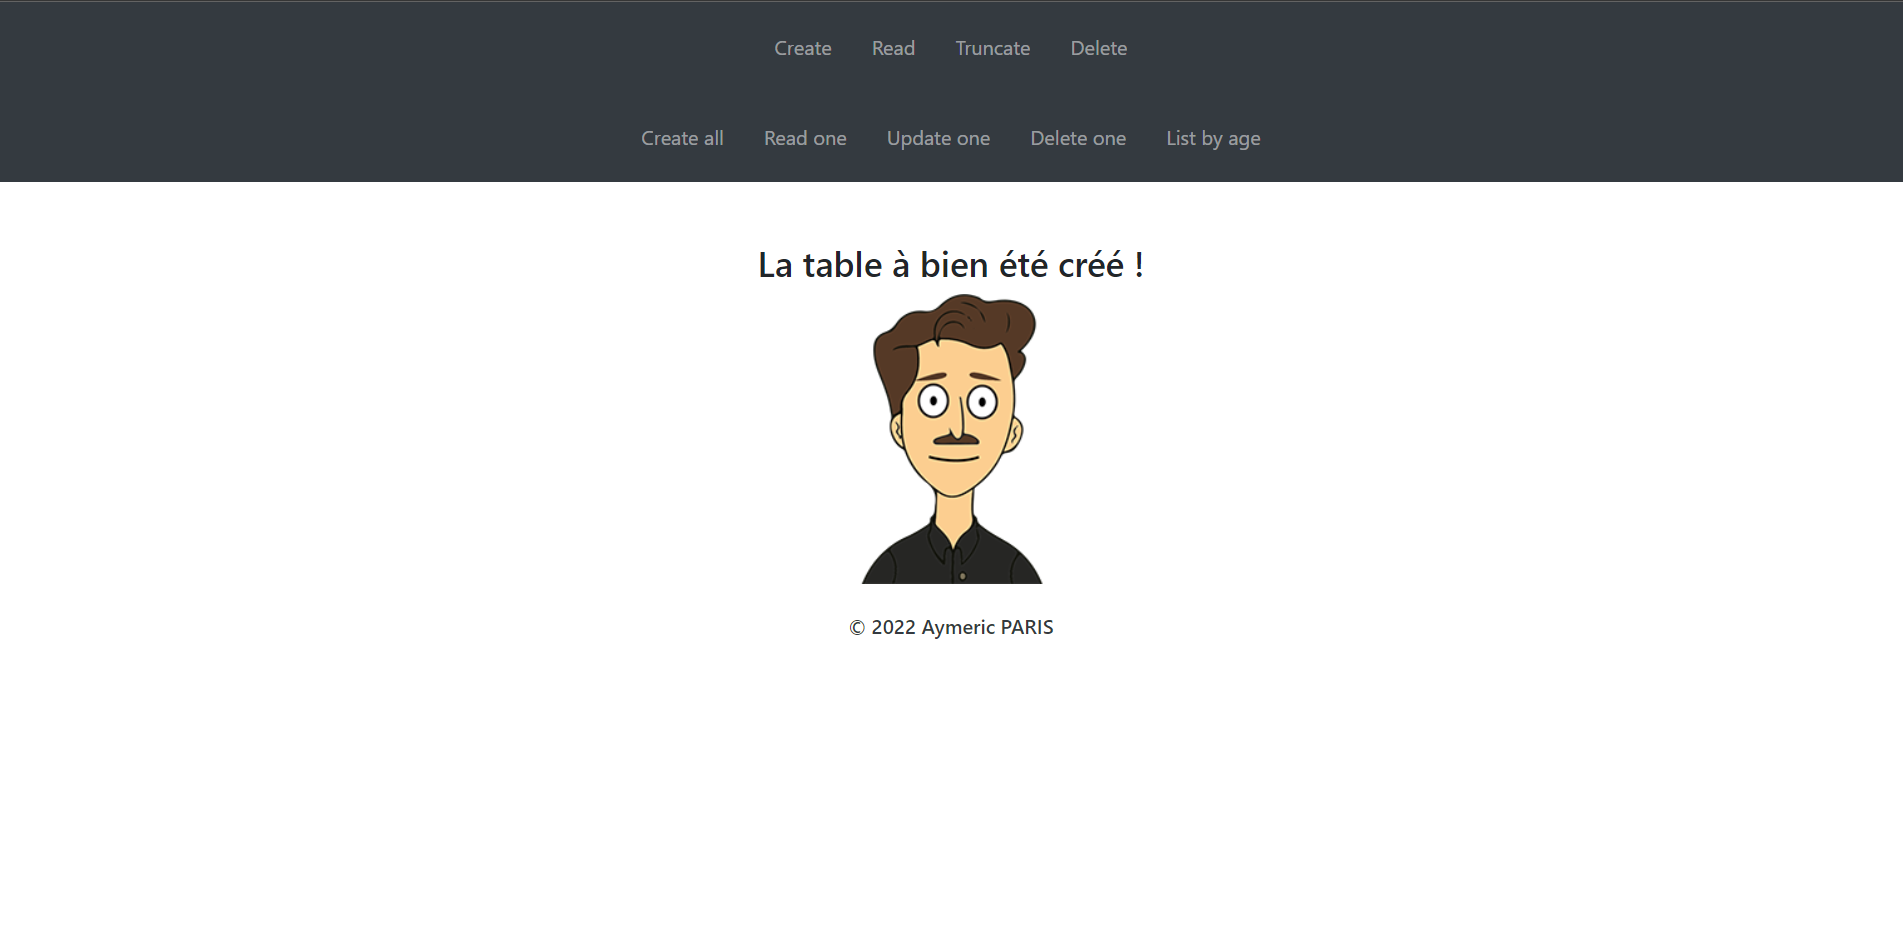 Create Read Truncate Delete
Create all Read one Update one Delete one List by age
La table à bien été créé !
© 2022 Aymeric PARIS